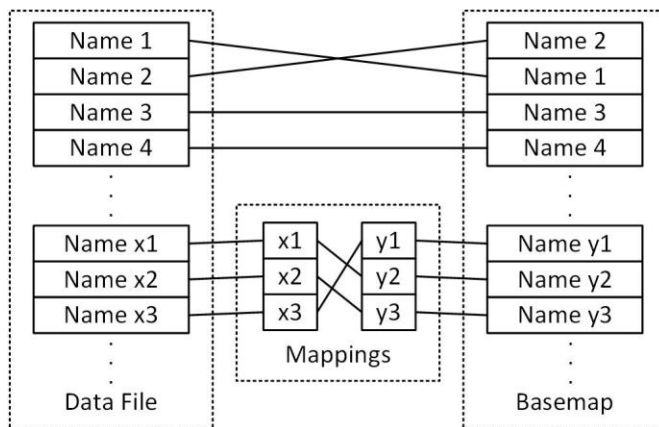 Name 1
Name 2
Name 3
Name 4
Name x1
Name x2
Name x3
Data File
x1
x2
x3
y1
y2
y3
Mappings
Name 2
Name 1
Name 3
Name 4
Name y1
Name y2
Name y3
Basemap